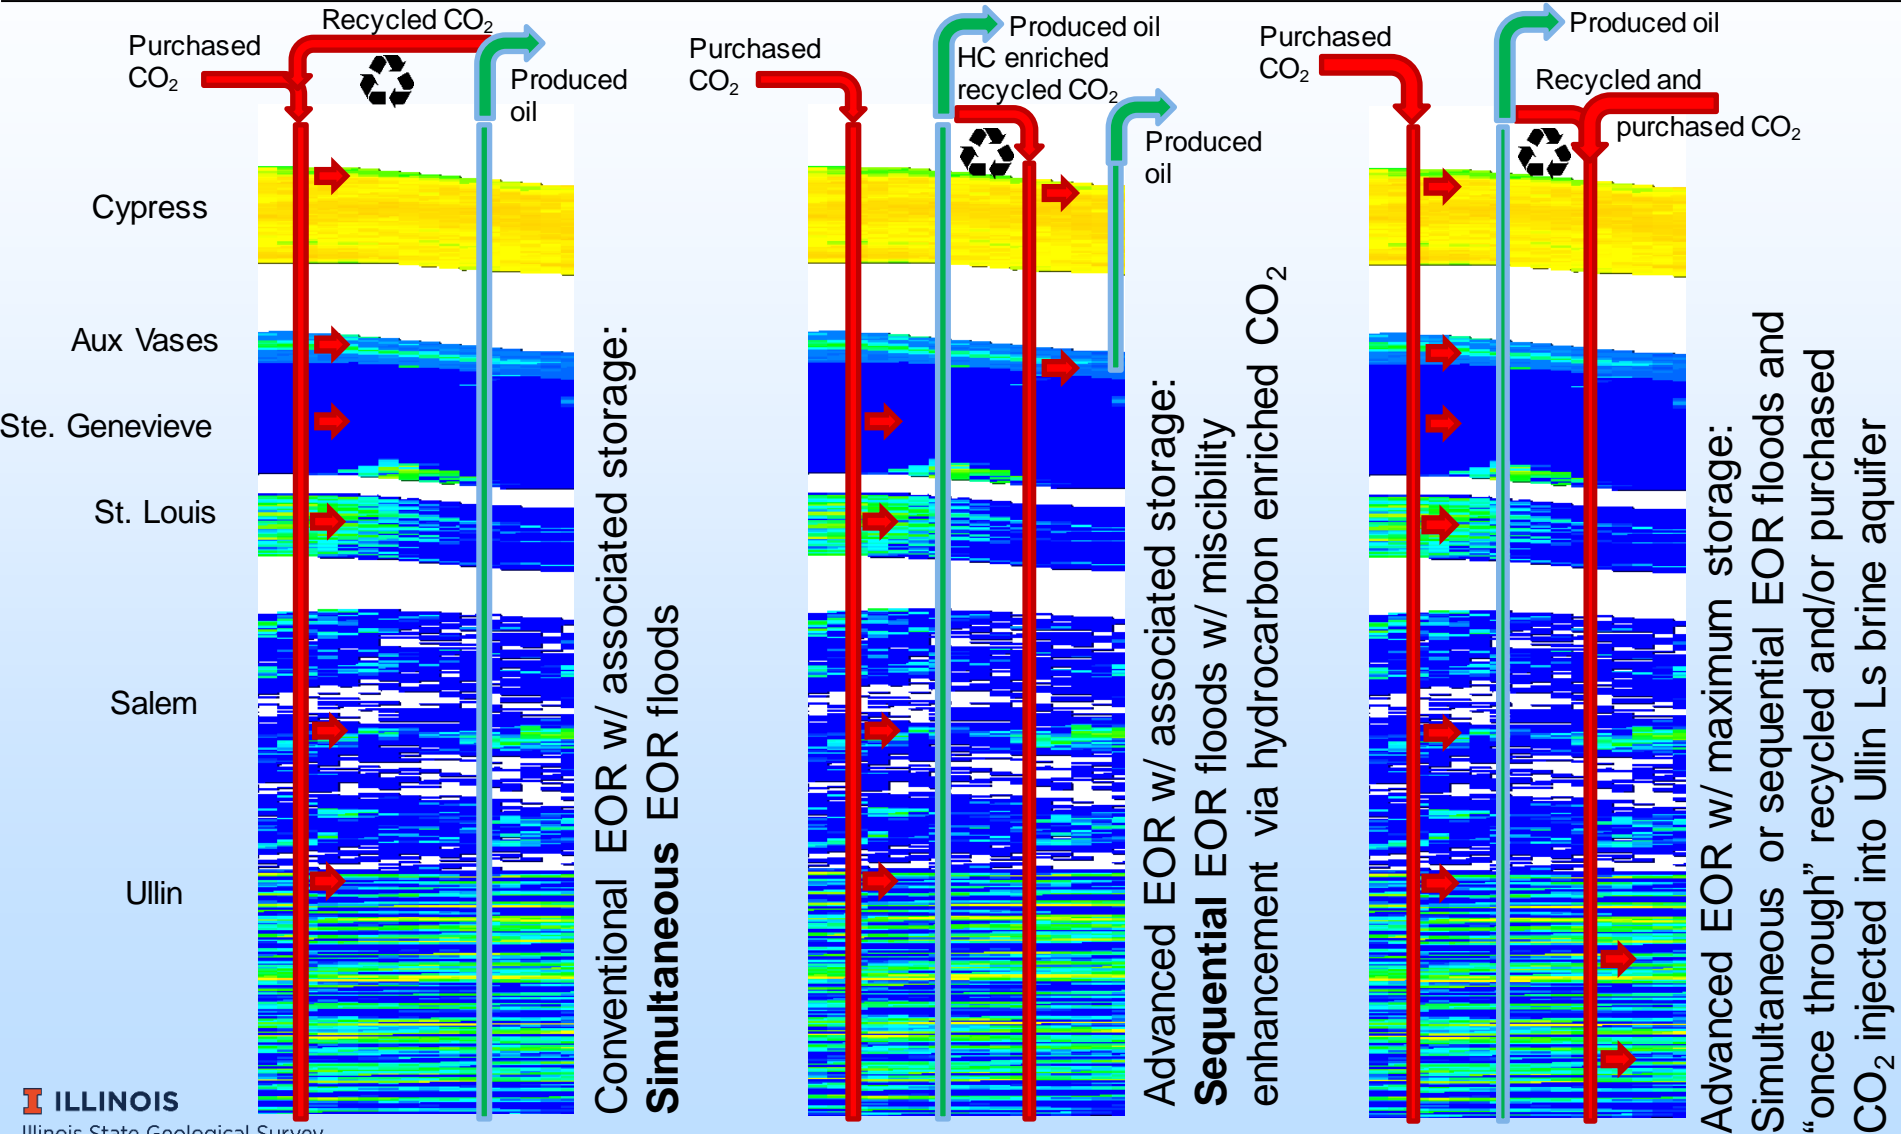 Recycled CO₂
Purchased
CO₂
Produced
oil
Purchased
CO₂
Produced oil
HC enriched
recycled CO₂
Produced
oil
Purchased
CO₂
Produced oil
Recycled and
purchased CO₂
Cypress
Aux Vases
Ste. Genevieve
St. Louis
Salem
Ullin
Conventional EOR w/ associated storage:
Simultaneous EOR floods
Advanced EOR w/ associated storage:
Sequential EOR floods w/ miscibility
enhancement via hydrocarbon enriched CO₂
Advanced EOR w/ maximum storage:
Simultaneous or sequential EOR floods and
“once through” recycled and/or purchased
CO₂ injected into Ullin Ls brine aquifer
I ILLINOIS
Illinois State Geological Survey